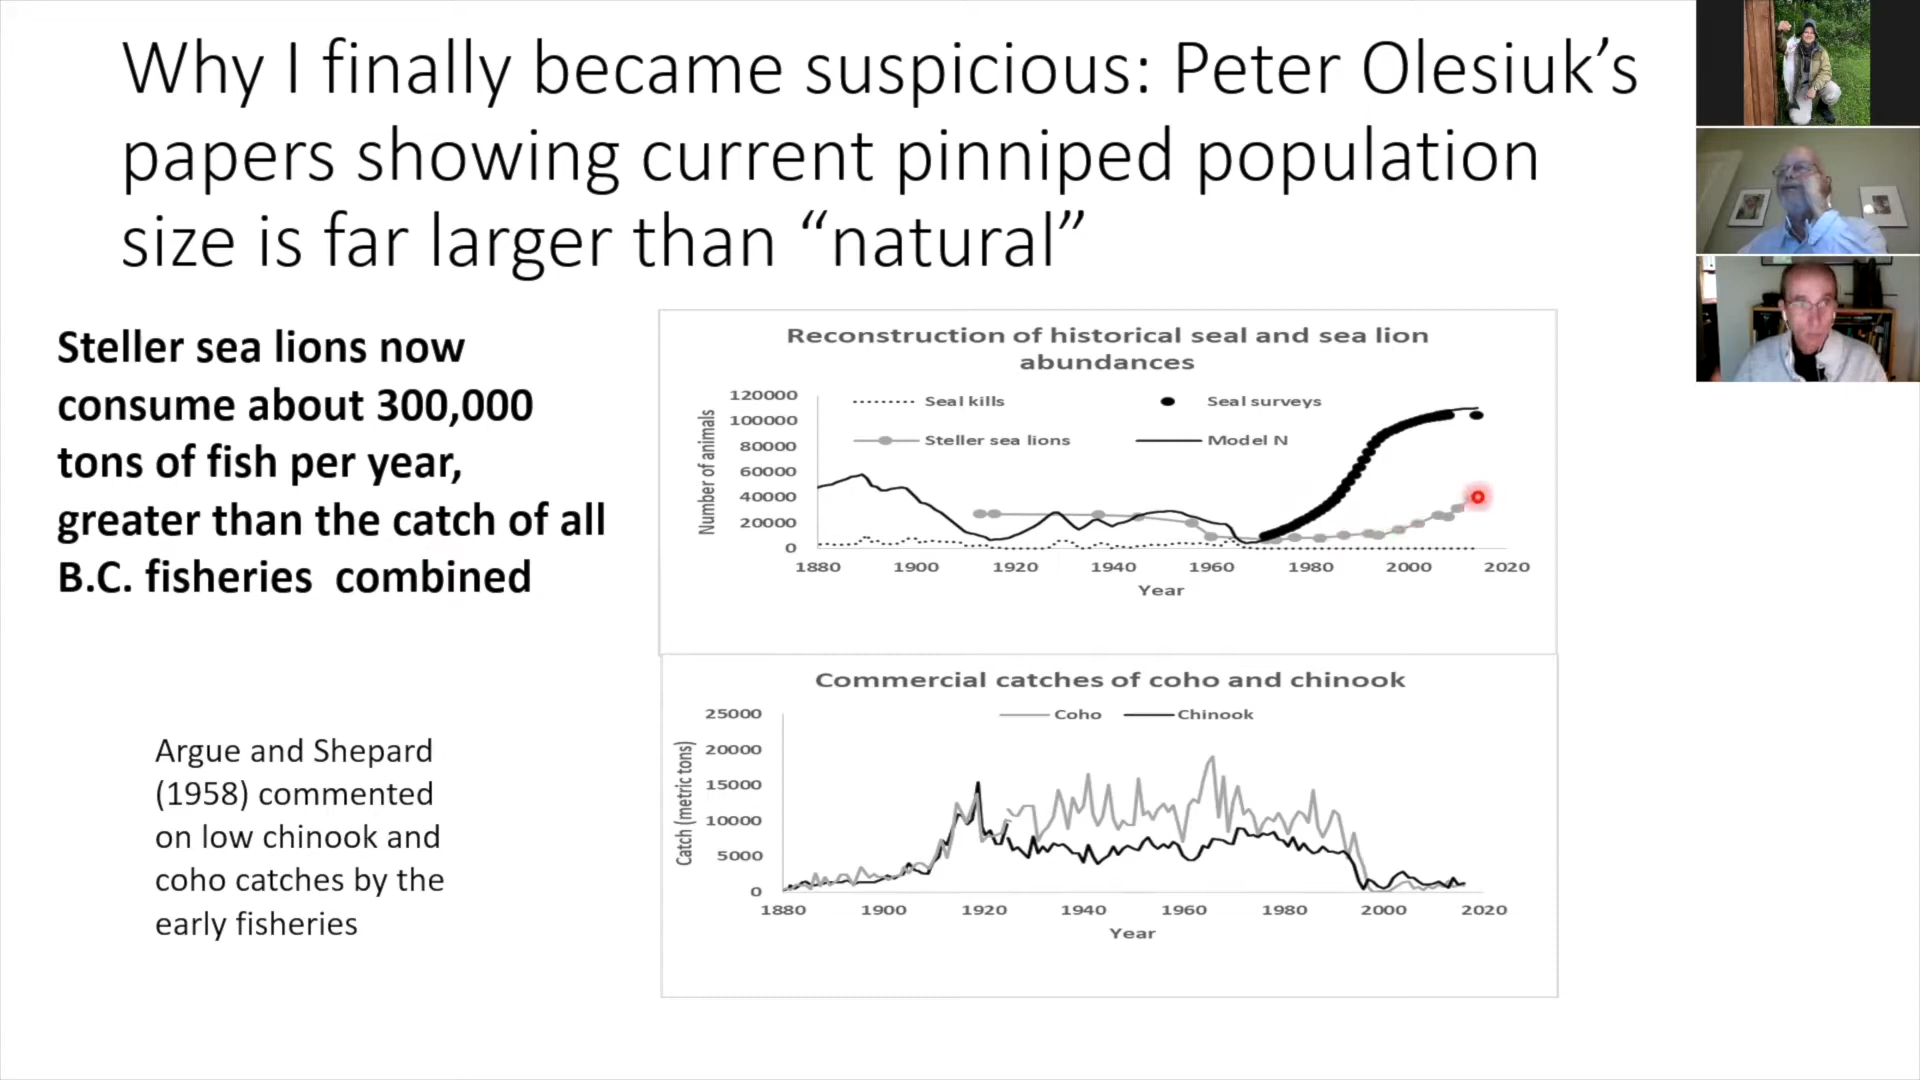 Why I finally became suspicious: Peter Olesiuk’s
papers showing current pinniped population
size is far larger than “natural”
Steller sea lions now
consume about 300,000
tons of fish per year,
greater than the catch of all
B.C. fisheries combined
Argue and Shepard
(1958) commented
on low chinook and
coho catches by the
early fisheries
Reconstruction of historical seal and sea lion
abundances
Number of animals
120000
100000
80000
60000
40000
20000
0
Seal kills
Seal surveys
Steller sea lions
Model N
1880 1900 1920 1940 1960 1980 2000 2020
Year
Commercial catches of coho and chinook
Catch (metric tons)
25000
20000
15000
10000
5000
0
Coho
Chinook
1880 1900 1920 1940 1960 1980 2000 2020
Year